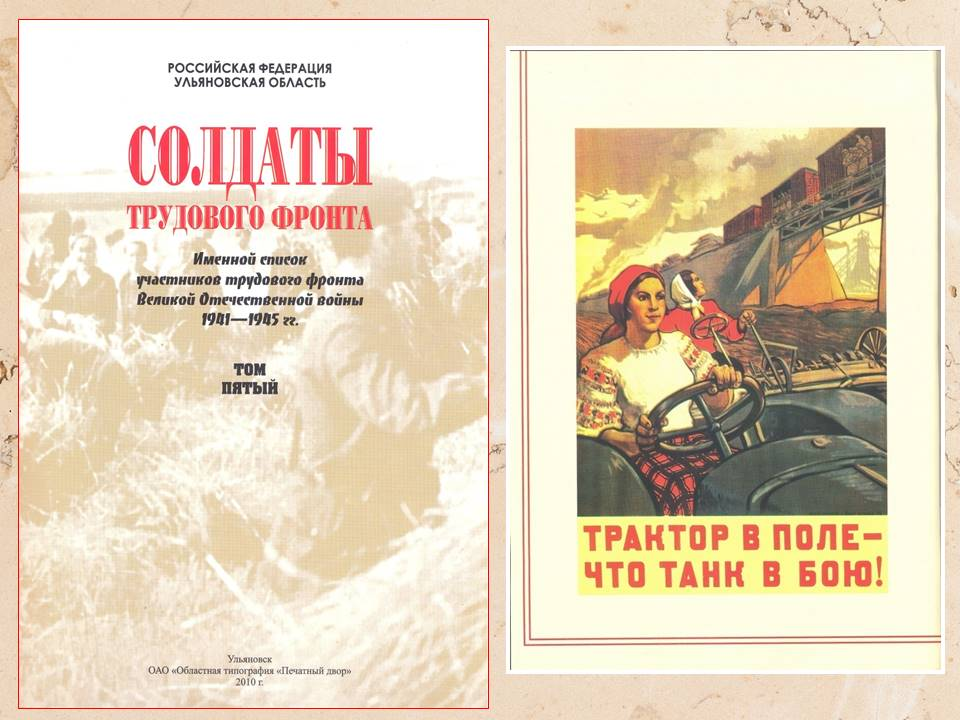 РОССИЙСКАЯ ФЕДЕРАЦИЯ
УЛЬЯНОВСКАЯ ОБЛАСТЬ
СОЛДАТЫ
ТРУДОВОГО ФРОНТА
Именной список
участников трудового фронта
Великой Отечественной войны
1941—1945 гг.
ТОМ
ПЯТЫЙ
Ульяновск
ОАО «Областная типография «Печатный двор»
2010 г.
ТРАКТОР В ПОЛЕ–
ЧТО ТАНК В БОЮ!